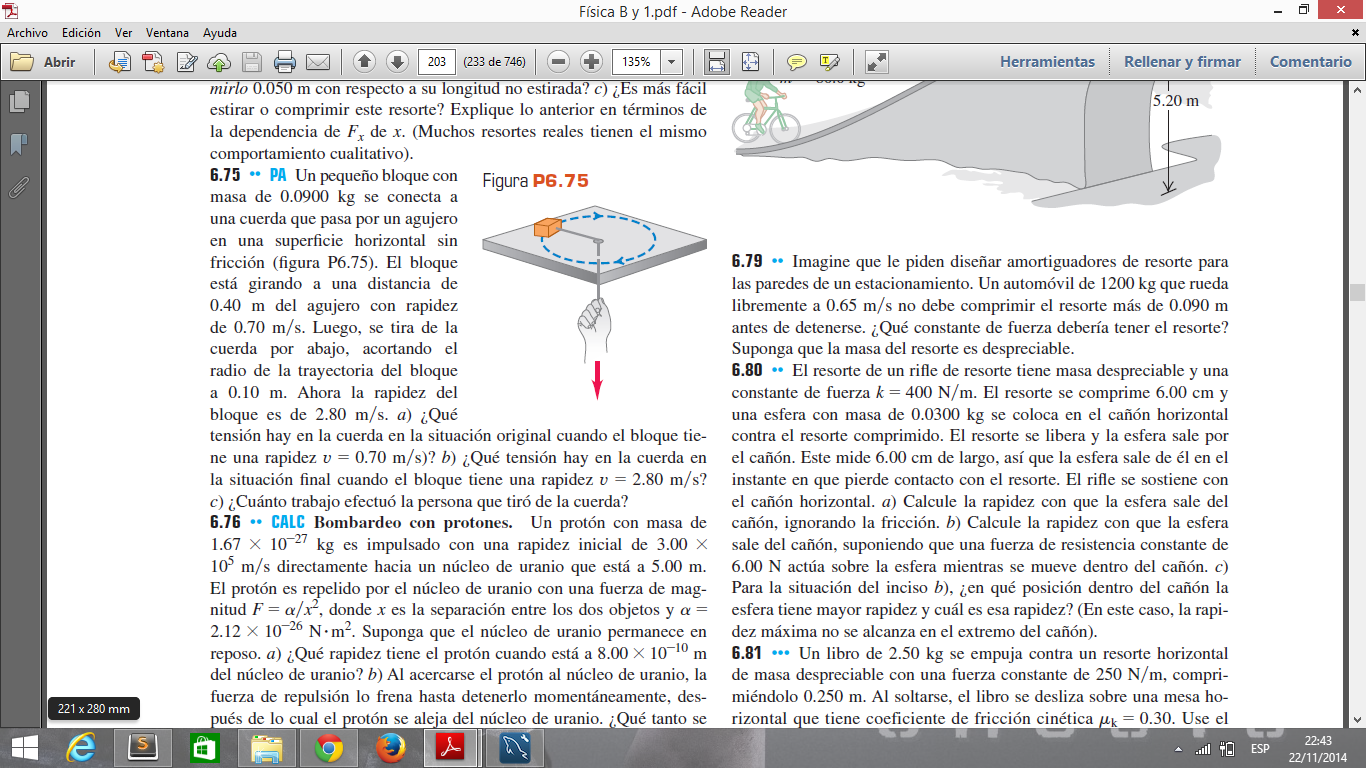 Física B y 1.pdf - Adobe Reader
Archivo Edición Ver Ventana Ayuda
Abrir
203 (233 de 746)
135%
Herramientas
Rellenar y firmar
Comentario
mirlo 0.050 m con respecto a su longitud no estirada? c) ¿Es más fácil
estirar o comprimir este resorte? Explique lo anterior en términos de
la dependencia de Fx de x. (Muchos resortes reales tienen el mismo
comportamiento cualitativo).
6.75 •• PA Un pequeño bloque con
masa de 0.0900 kg se conecta a
una cuerda que pasa por un agujero
en una superficie horizontal sin
fricción (figura P6.75). El bloque
está girando a una distancia de
0.40 m del agujero con rapidez
de 0.70 m/s. Luego, se tira de la
cuerda por abajo, acortando el
radio de la trayectoria del bloque
a 0.10 m. Ahora la rapidez del
bloque es de 2.80 m/s. a) ¿Qué
tensión hay en la cuerda en la situación original cuando el bloque tie-
ne una rapidez v = 0.70 m/s)? b) ¿Qué tensión hay en la cuerda en
la situación final cuando el bloque tiene una rapidez v = 2.80 m/s?
c) ¿Cuánto trabajo efectuó la persona que tiró de la cuerda?
Figura P6.75
6.76 •• CALC Bombardeo con protones. Un protón con masa de
1.67 × 10⁻²⁷ kg es impulsado con una rapidez inicial de 3.00 ×
10⁵ m/s directamente hacia un núcleo de uranio que está a 5.00 m.
El protón es repelido por el núcleo de uranio con una fuerza de mag-
nitud F = α/x², donde x es la separación entre los dos objetos y α =
2.12 × 10⁻²⁶ N·m². Suponga que el núcleo de uranio permanece en
reposo. a) ¿Qué rapidez tiene el protón cuando está a 8.00 × 10⁻¹⁰ m
del núcleo de uranio? b) Al acercarse el protón al núcleo de uranio, la
fuerza de repulsión lo frena hasta detenerlo momentáneamente, des-
pués de lo cual el protón se aleja del núcleo de uranio. ¿Qué tanto se
5.20 m
6.79 •• Imagine que le piden diseñar amortiguadores de resorte para
las paredes de un estacionamiento. Un automóvil de 1200 kg que rueda
libremente a 0.65 m/s no debe comprimir el resorte más de 0.090 m
antes de detenerse. ¿Qué constante de fuerza debería tener el resorte?
Suponga que la masa del resorte es despreciable.
6.80 •• El resorte de un rifle de resorte tiene masa despreciable y una
constante de fuerza k = 400 N/m. El resorte se comprime 6.00 cm y
una esfera con masa de 0.0300 kg se coloca en el cañón horizontal
contra el resorte comprimido. El resorte se libera y la esfera sale por
el cañón. Este mide 6.00 cm de largo, así que la esfera sale de él en el
instante en que pierde contacto con el resorte. El rifle se sostiene con
el cañón horizontal. a) Calcule la rapidez con que la esfera sale del
cañón, ignorando la fricción. b) Calcule la rapidez con que la esfera
sale del cañón, suponiendo que una fuerza de resistencia constante de
6.00 N actúa sobre la esfera mientras se mueve dentro del cañón. c)
Para la situación del inciso b), ¿en qué posición dentro del cañón la
esfera tiene mayor rapidez y cuál es esa rapidez? (En este caso, la rapi-
dez máxima no se alcanza en el extremo del cañón).
6.81 ••• Un libro de 2.50 kg se empuja contra un resorte horizontal
de masa despreciable con una fuerza constante de 250 N/m, compri-
miéndolo 0.250 m. Al soltarse, el libro se desliza sobre una mesa ho-
rizontal que tiene coeficiente de fricción cinética μk = 0.30. Use el
221 x 280 mm
ESP
22:43
22/11/2014